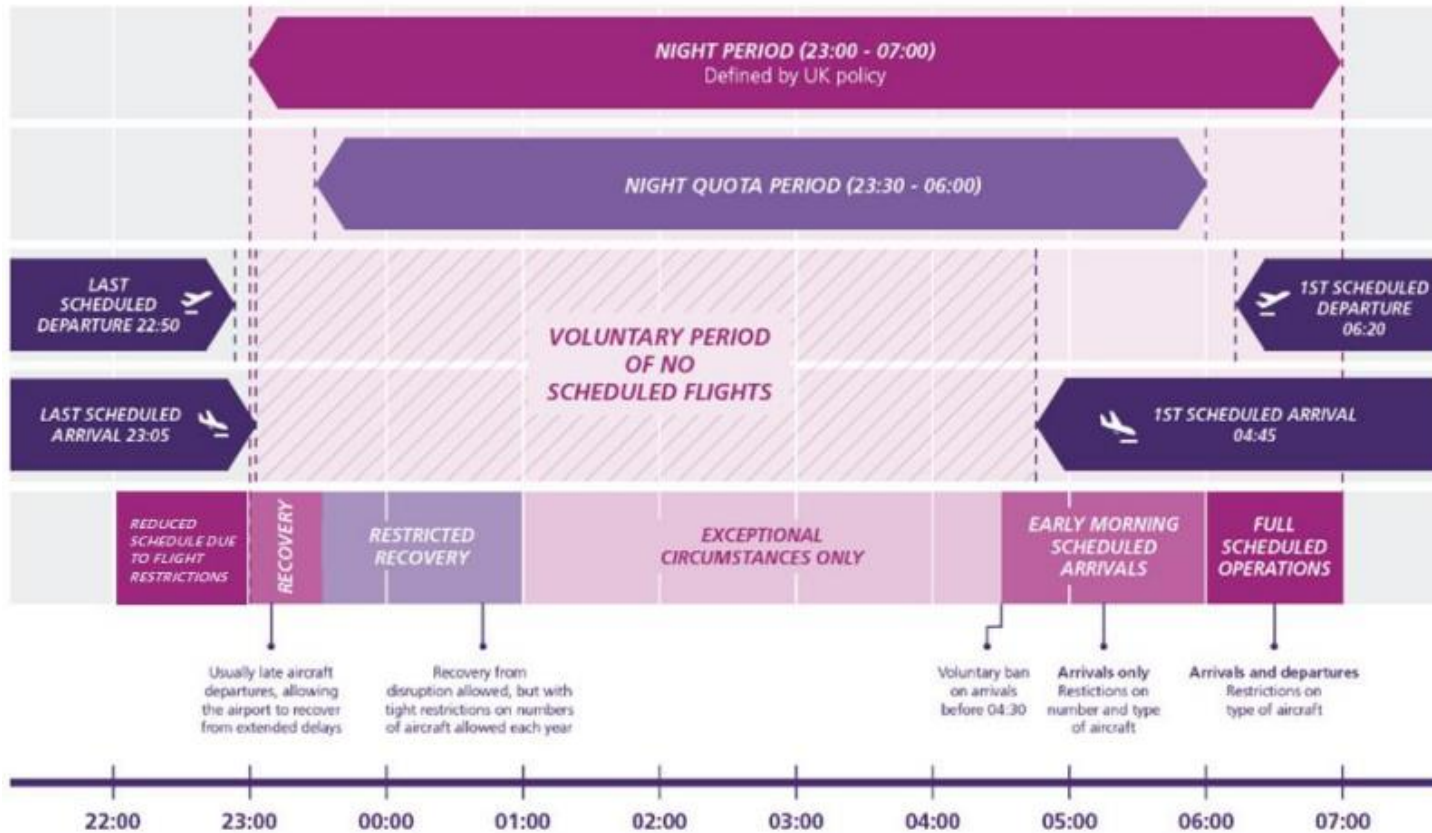 NIGHT PERIOD (23:00 - 07:00)
Defined by UK policy
NIGHT QUOTA PERIOD (23:30 - 06:00)
LAST
SCHEDULED
DEPARTURE 22:50
1ST SCHEDULED
DEPARTURE
06:20
VOLUNTARY PERIOD
OF NO
SCHEDULED FLIGHTS
LAST SCHEDULED
ARRIVAL 23:05
1ST SCHEDULED ARRIVAL
04:45
REDUCED
SCHEDULE DUE
TO FLIGHT
RESTRICTIONS
RECOVERY
RESTRICTED
RECOVERY
EXCEPTIONAL
CIRCUMSTANCES ONLY
EARLY MORNING
SCHEDULED
ARRIVALS
FULL
SCHEDULED
OPERATIONS
Usually late aircraft
departures, allowing
the airport to recover
from extended delays
Recovery from
disruption allowed, but with
tight restrictions on numbers
of aircraft allowed each year
Voluntary ban
on arrivals
before 04:30
Arrivals only
Restictions on
number and type
of aircraft
Arrivals and departures
Restrictions on
type of aircraft
22:00
23:00
00:00
01:00
02:00
03:00
04:00
05:00
06:00
07:00